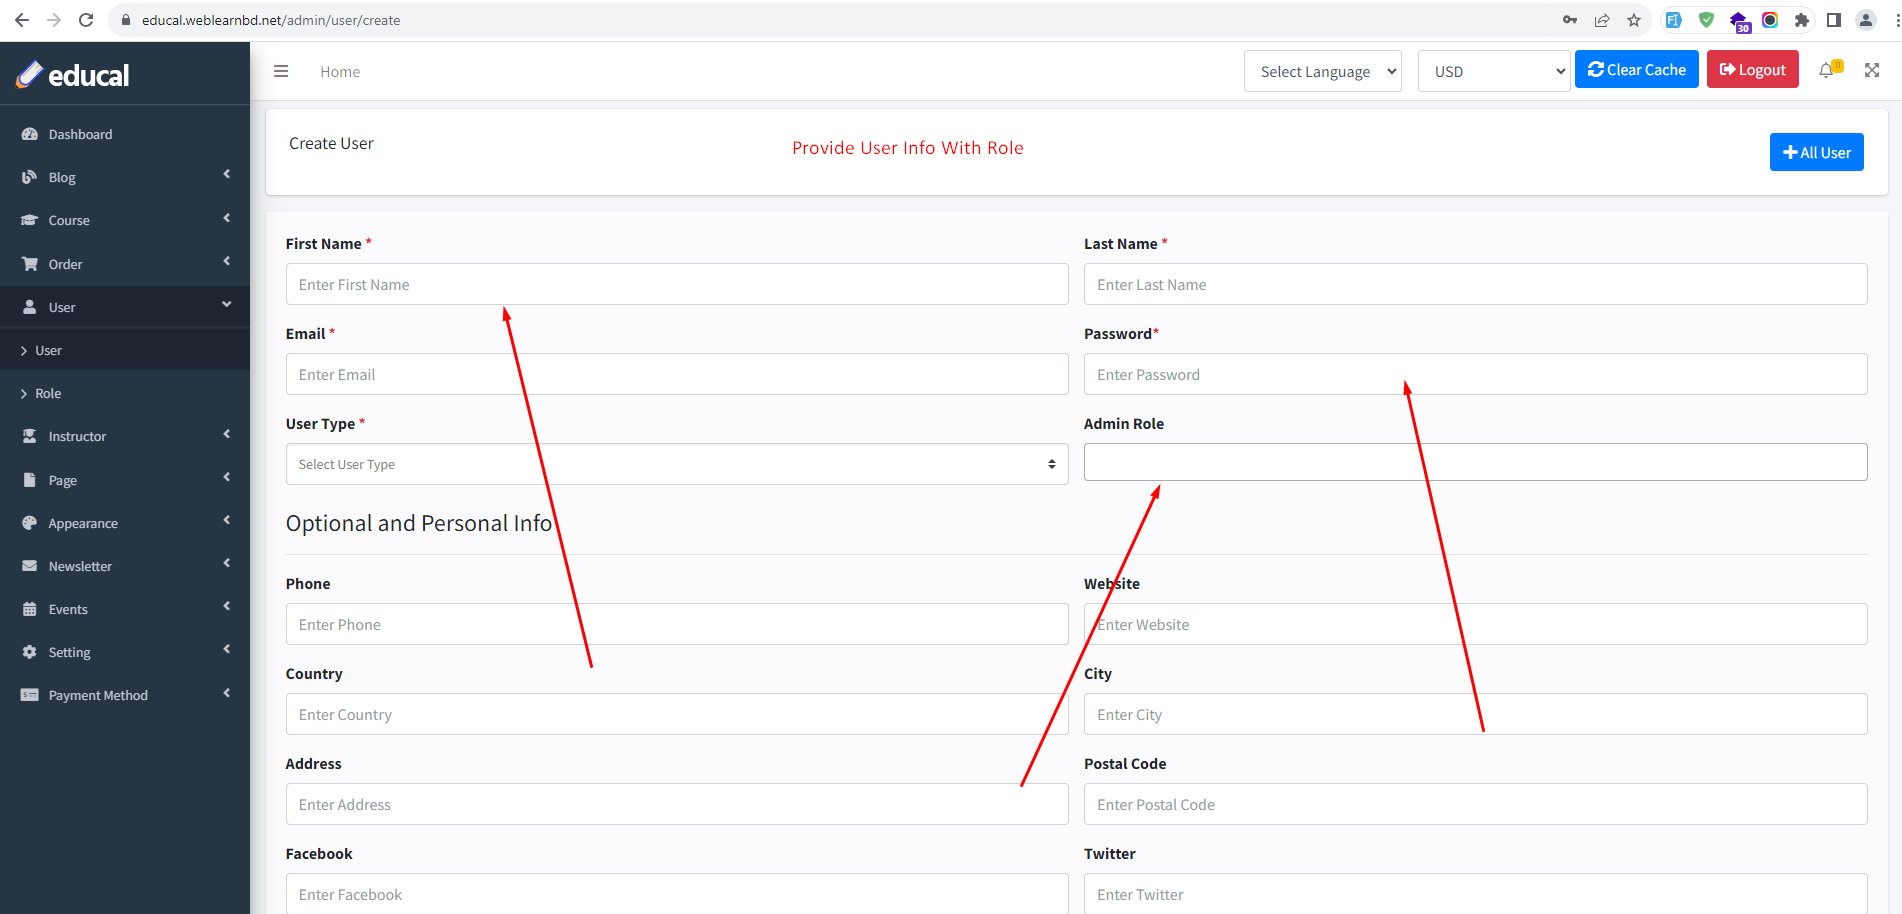 educal.weblearnbd.net/admin/user/create
30
educal
Home
Select Language
USD
Clear Cache
Logout
0
Dashboard
Blog
Course
Order
User
User
Role
Instructor
Page
Appearance
Newsletter
Events
Setting
Payment Method
Create User
Provide User Info With Role
All User
First Name *
Last Name *
Enter First Name
Enter Last Name
Email *
Password*
Enter Email
Enter Password
User Type *
Admin Role
Select User Type
Optional and Personal Info
Phone
Website
Enter Phone
Enter Website
Country
City
Enter Country
Enter City
Address
Postal Code
Enter Address
Enter Postal Code
Facebook
Twitter
Enter Facebook
Enter Twitter